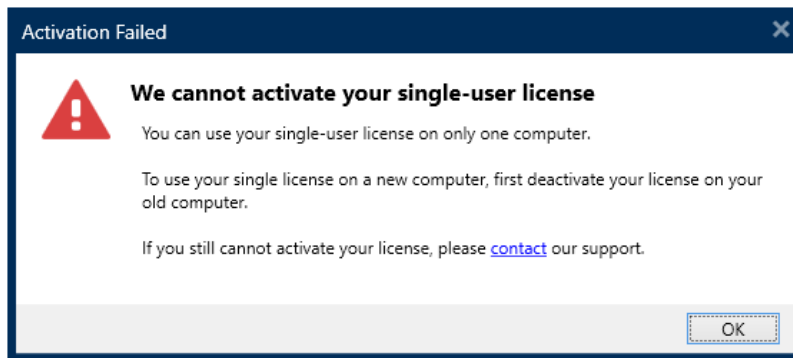 Activation Failed
We cannot activate your single-user license
You can use your single-user license on only one computer.
To use your single license on a new computer, first deactivate your license on your
old computer.
If you still cannot activate your license, please contact our support.
OK